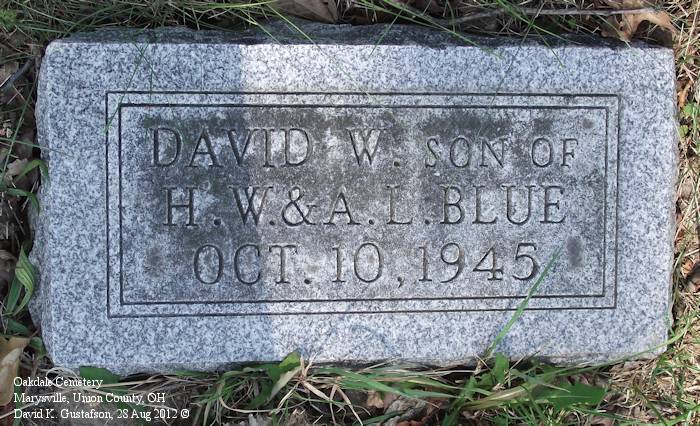 DAVID W. SON OF
H.W.&A.L.BLUE
OCT.10,1945
Oakdale Cemetery
Marysville, Union County, OH
David K. Gustafson, 28 Aug 2012 ©